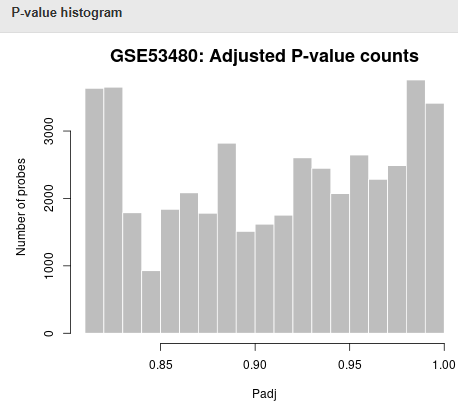 P-value histogram
GSE53480: Adjusted P-value counts
Number of probes
3000
2000
1000
0
0.85 0.90 0.95 1.00
Padj